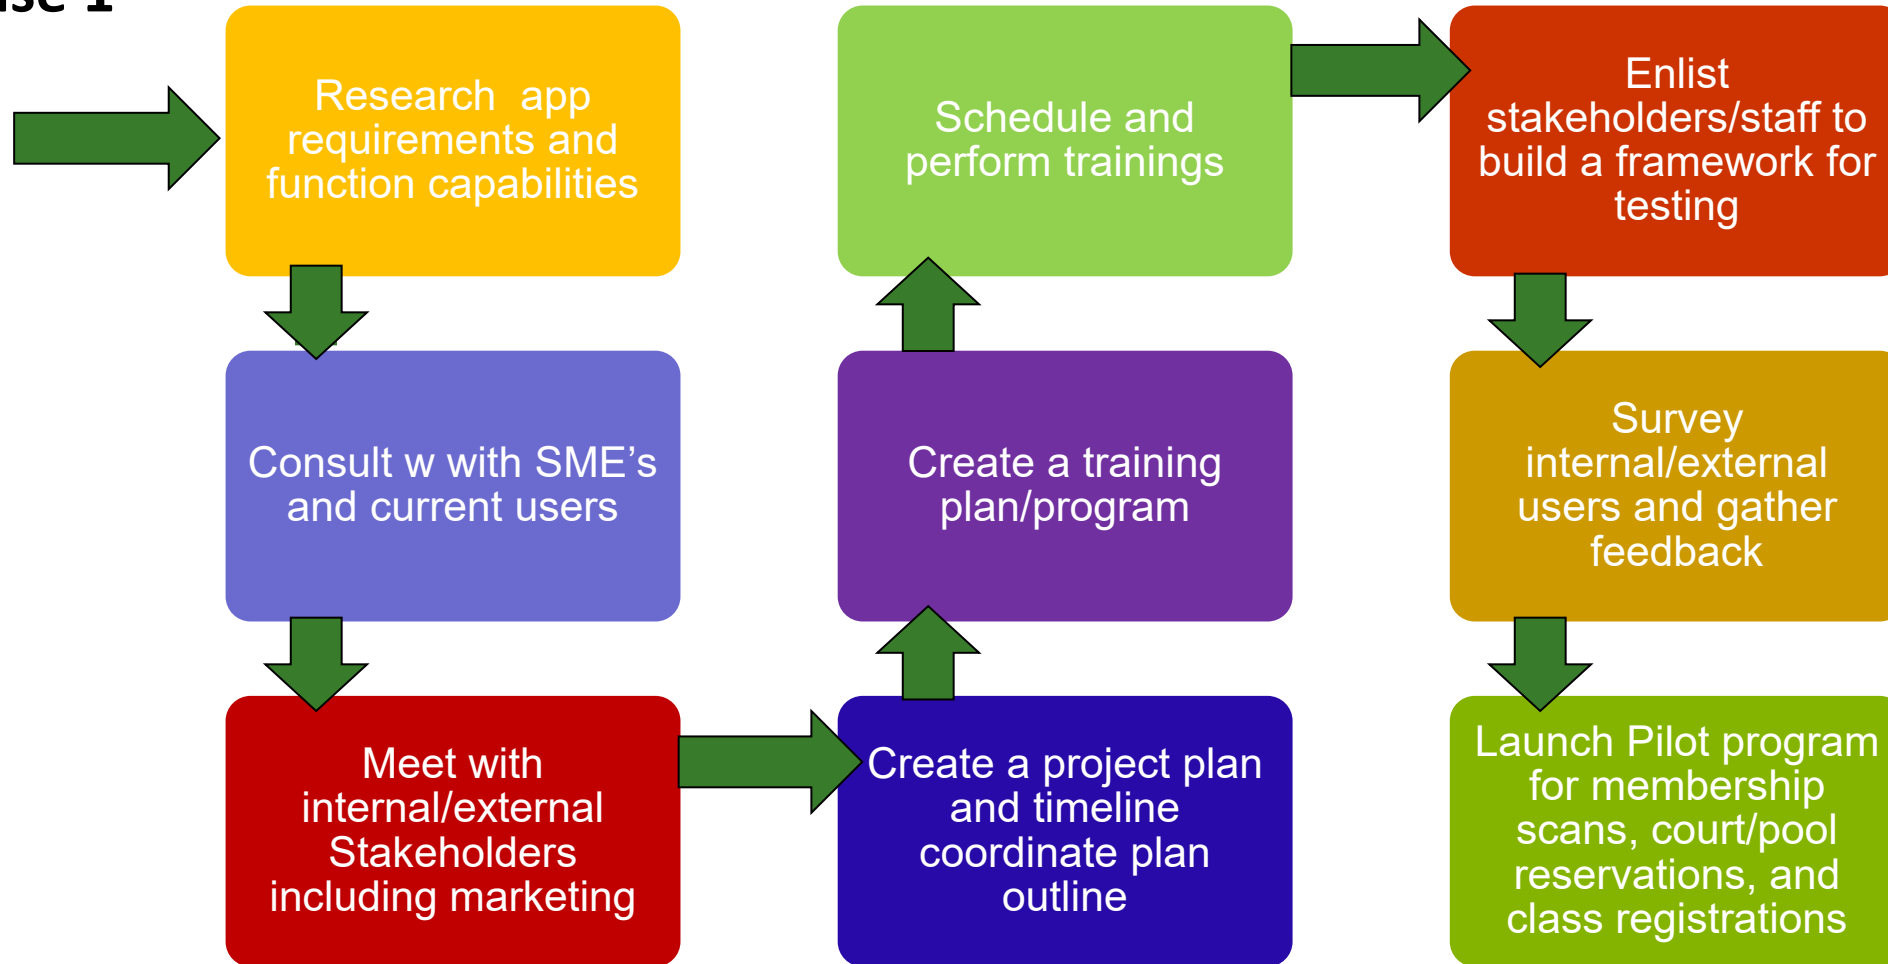 Research app
requirements and
function capabilities
Consult w with SME’s
and current users
Meet with
internal/external
Stakeholders
including marketing
Create a project plan
and timeline
coordinate plan
outline
Create a training
plan/program
Schedule and
perform trainings
Enlist
stakeholders/staff to
build a framework for
testing
Survey
internal/external
users and gather
feedback
Launch Pilot program
for membership
scans, court/pool
reservations, and
class registrations